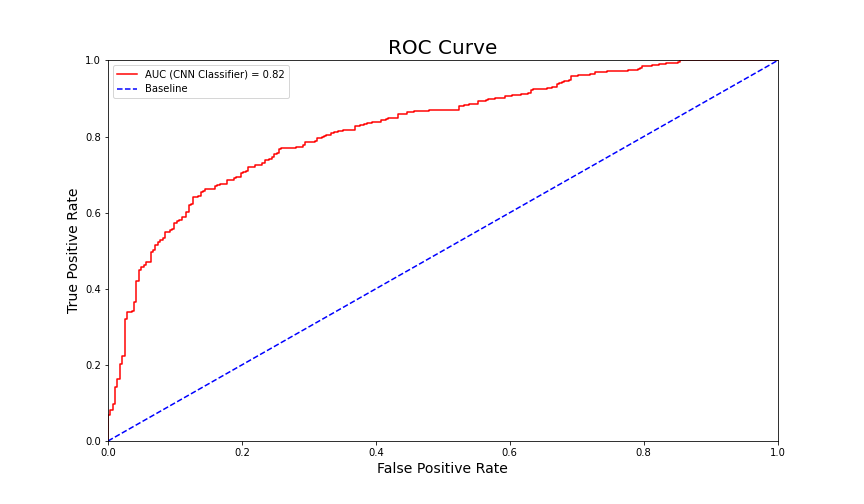 ROC Curve
AUC (CNN Classifier) = 0.82
Baseline
1.0
0.8
0.6
0.4
0.2
0.0
True Positive Rate
0.0 0.2 0.4 0.6 0.8 1.0
False Positive Rate